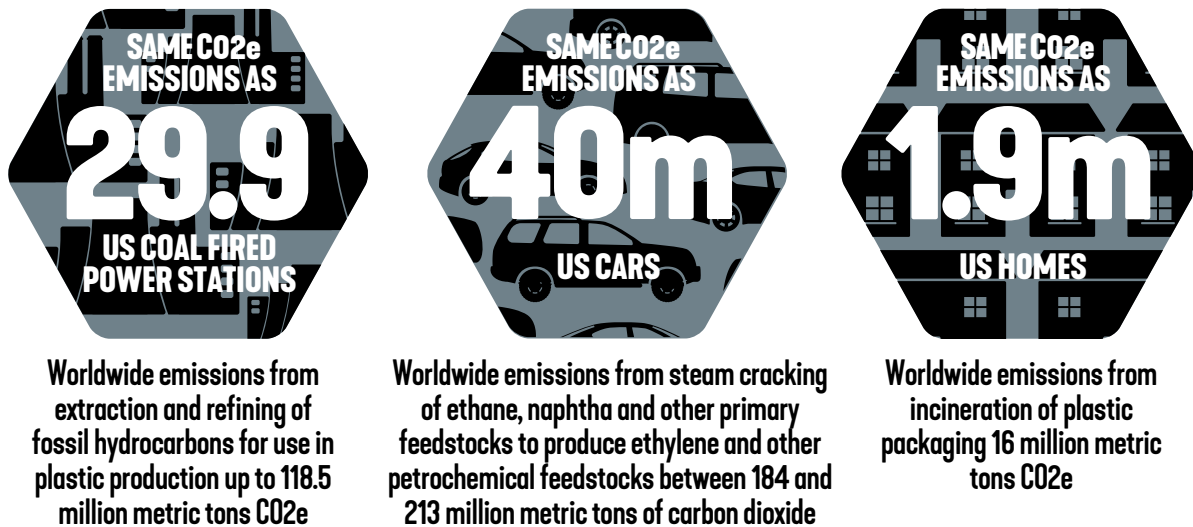 SAME CO2e
EMISSIONS AS
29.9
US COAL FIRED
POWER STATIONS
Worldwide emissions from
extraction and refining of
fossil hydrocarbons for use in
plastic production up to 118.5
million metric tons CO2e
SAME CO2e
EMISSIONS AS
40m
US CARS
Worldwide emissions from steam cracking
of ethane, naphtha and other primary
feedstocks to produce ethylene and other
petrochemical feedstocks between 184 and
213 million metric tons of carbon dioxide
SAME CO2e
EMISSIONS AS
1.9m
US HOMES
Worldwide emissions from
incineration of plastic
packaging 16 million metric
tons CO2e